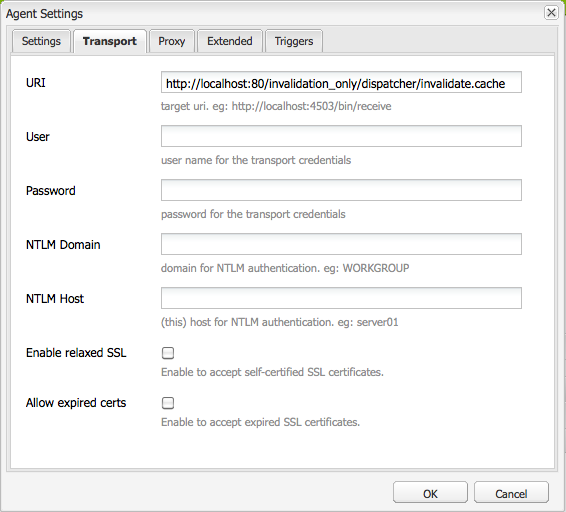 Agent Settings
Settings Transport Proxy Extended Triggers
URI http://localhost:80/invalidation_only/dispatcher/invalidate.cache
target uri. eg: http://localhost:4503/bin/receive
User
user name for the transport credentials
Password
password for the transport credentials
NTLM Domain
domain for NTLM authentication. eg: WORKGROUP
NTLM Host
(this) host for NTLM authentication. eg: server01
Enable relaxed SSL
Enable to accept self-certified SSL certificates.
Allow expired certs
Enable to accept expired SSL certificates.
OK Cancel